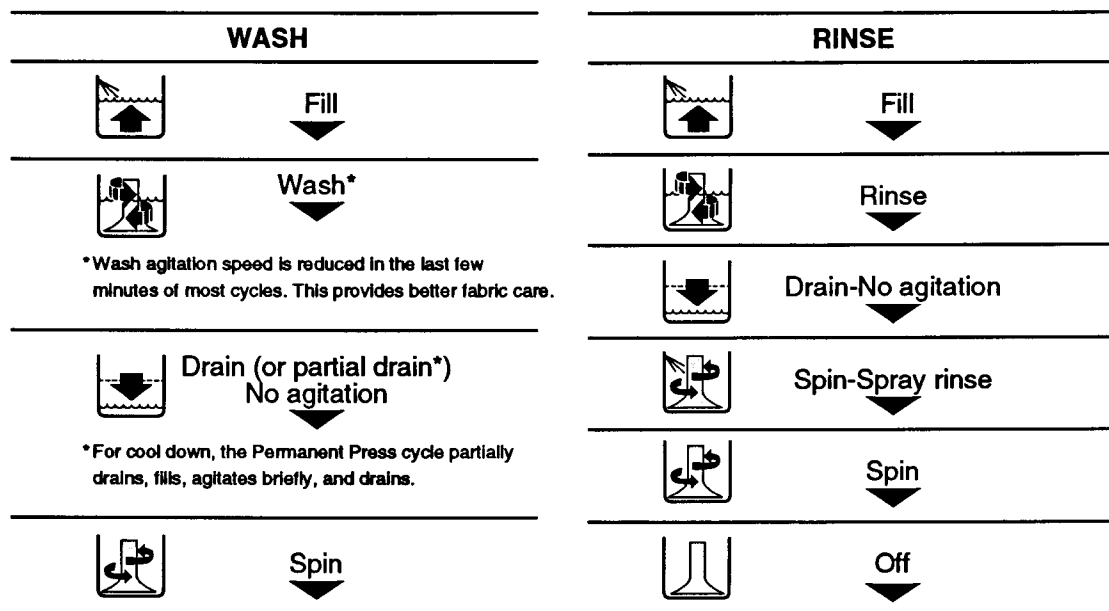 WASH
Fill
Wash*
*Wash agitation speed is reduced in the last few
minutes of most cycles. This provides better fabric care.
Drain (or partial drain*)
No agitation
*For cool down, the Permanent Press cycle partially
drains, fills, agitates briefly, and drains.
Spin
RINSE
Fill
Rinse
Drain-No agitation
Spin-Spray rinse
Spin
Off